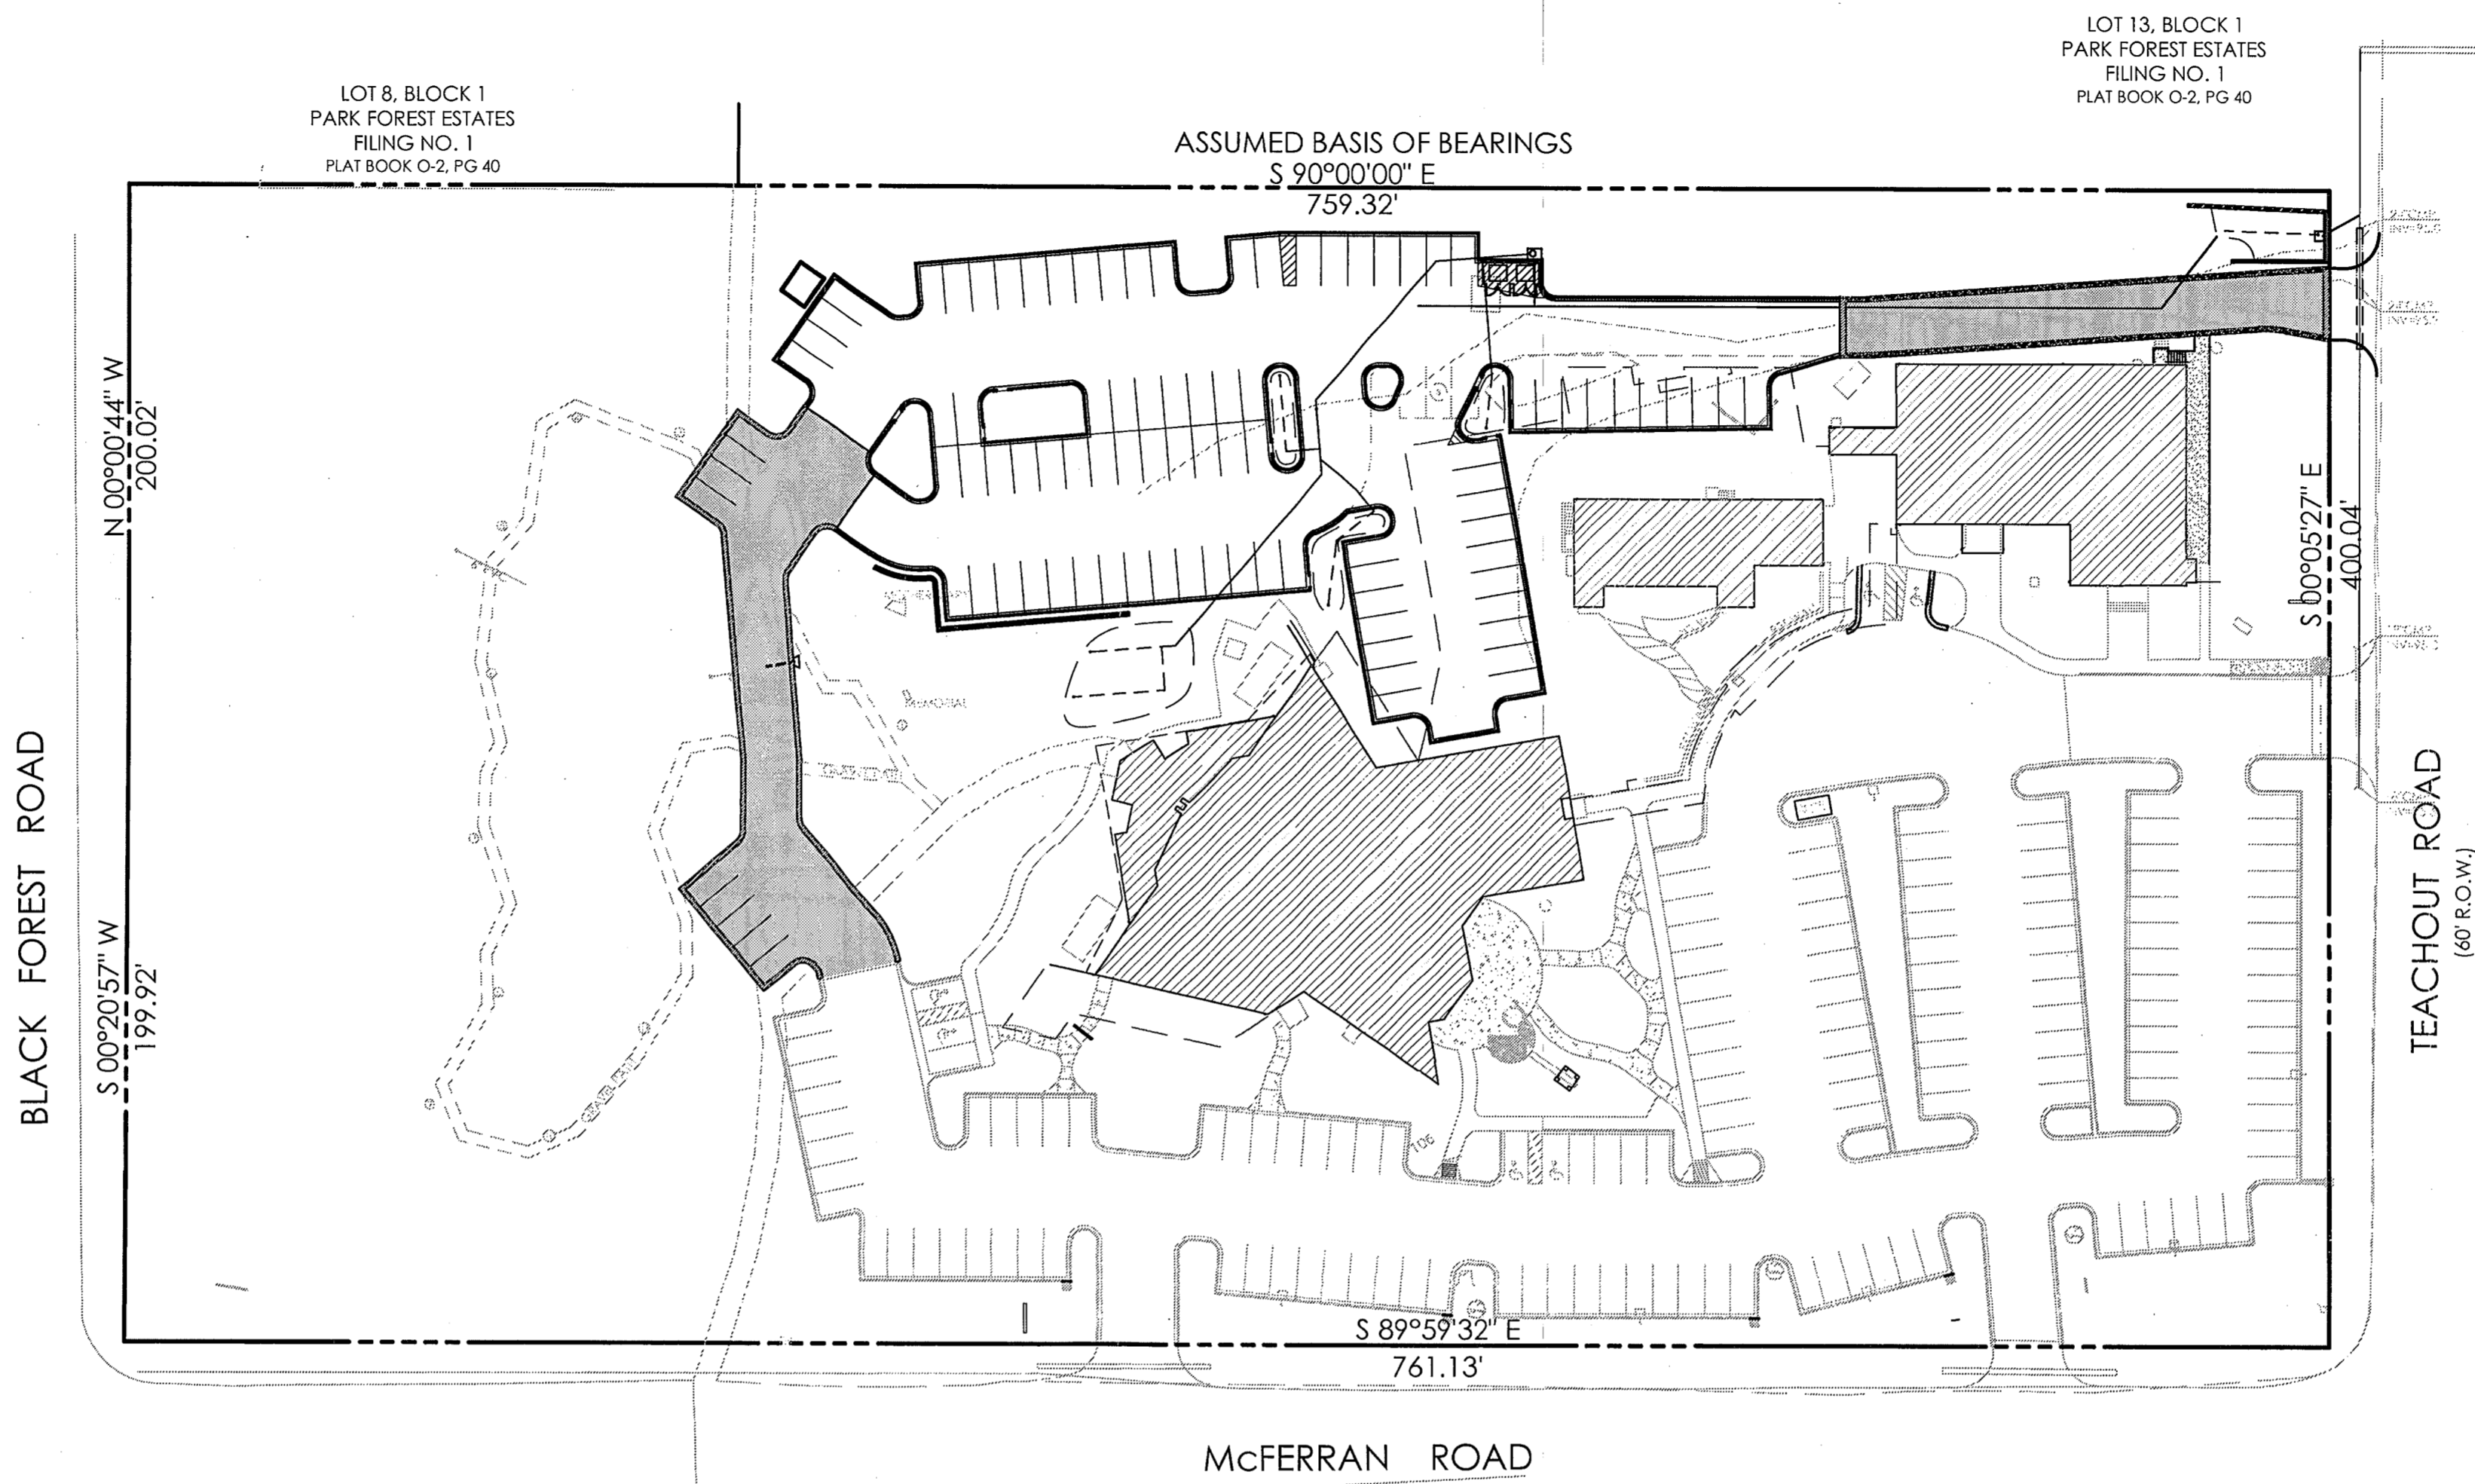 LOT 8, BLOCK 1
PARK FOREST ESTATES
FILING NO. 1
PLAT BOOK O-2, PG 40
LOT 13, BLOCK 1
PARK FOREST ESTATES
FILING NO. 1
PLAT BOOK O-2, PG 40
ASSUMED BASIS OF BEARINGS
S 90°00'00" E
759.32'
N 00°00'44" W
200.02'
S 00°20'57" W
199.92'
BLACK FOREST ROAD
S 00°05'27" E
400.04'
TEACHOUT ROAD
(60' R.O.W.)
MEMORIAL
S 89°59'32" E
761.13'
McFERRAN ROAD